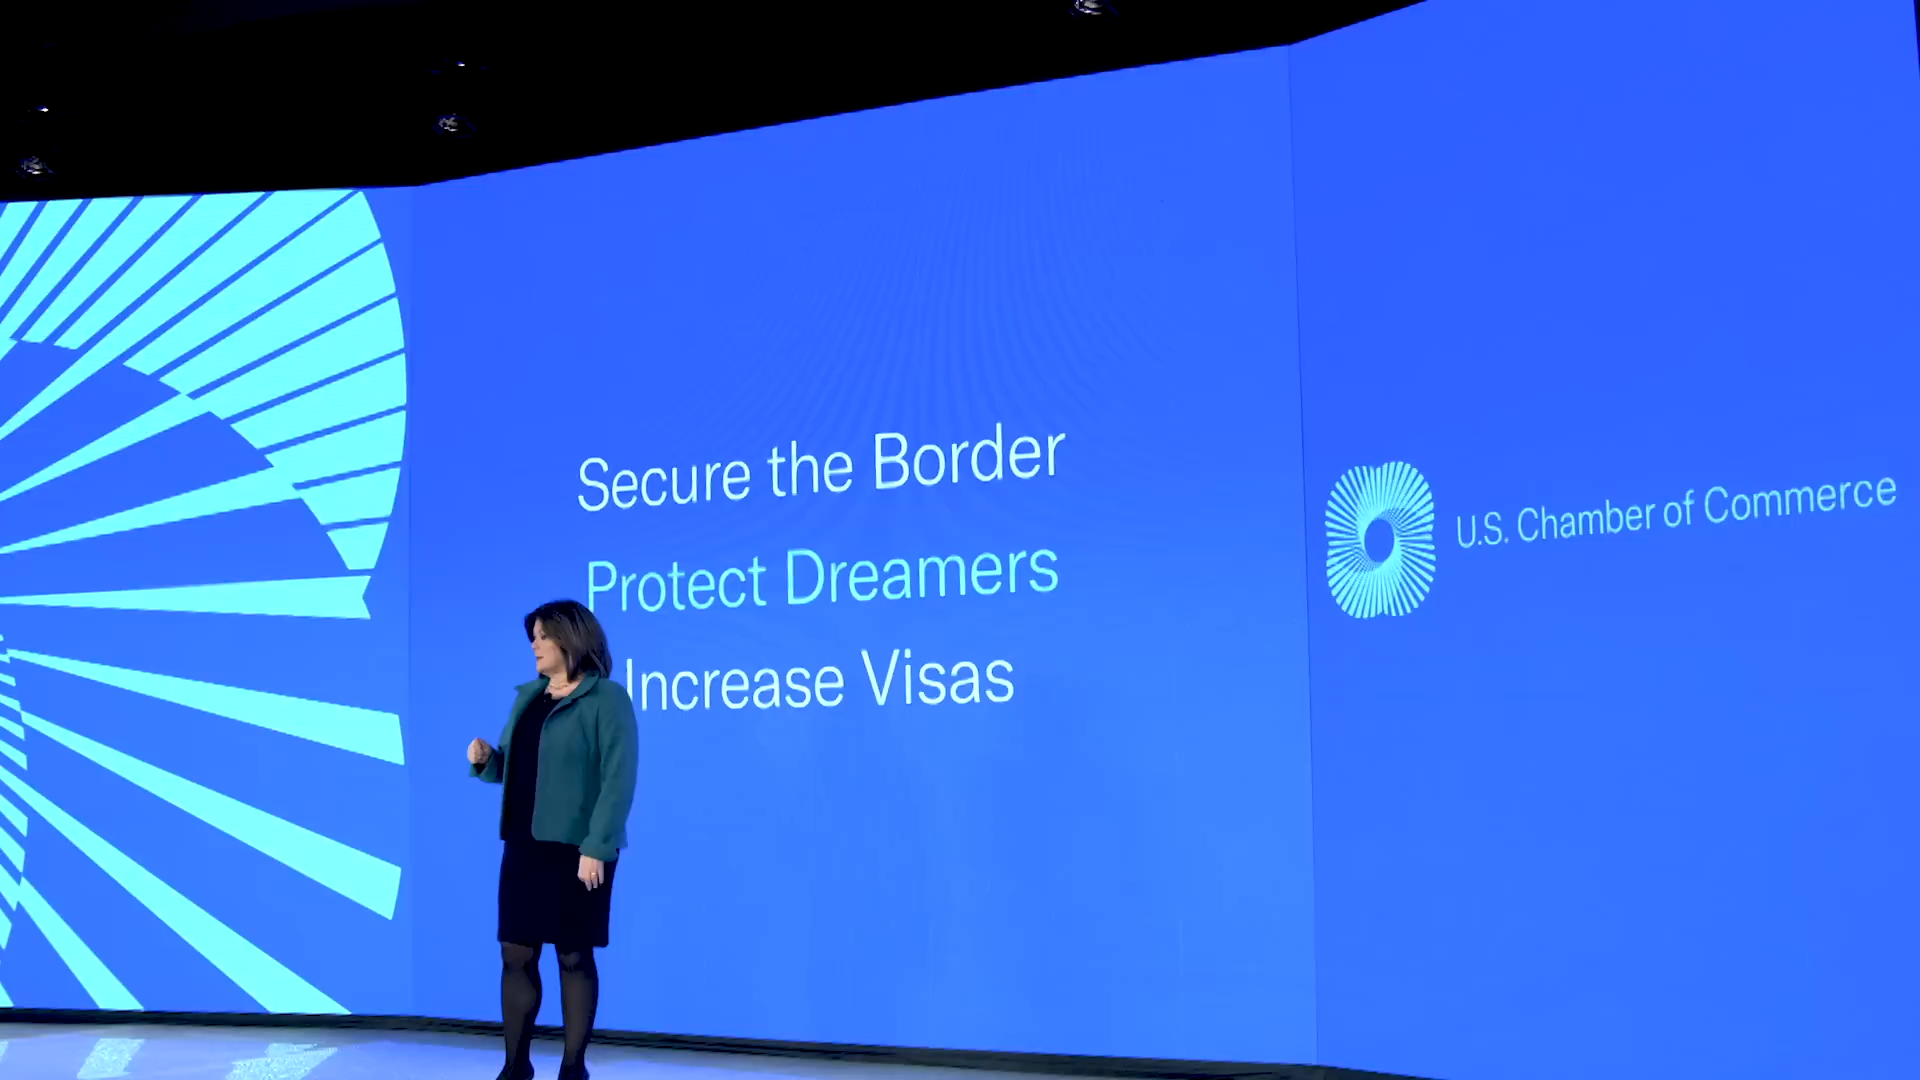 Secure the Border
Protect Dreamers
Increase Visas
U.S. Chamber of Commerce